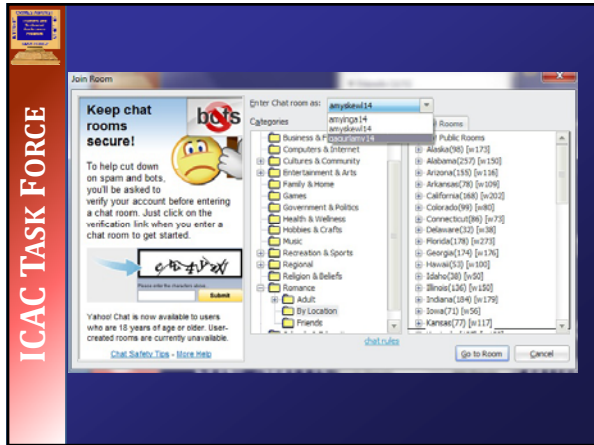 ICAC TASK FORCE
Join Room
Keep chat rooms secure!
bots
To help cut down
on spam and bots,
you'll be asked to
verify your account before entering
a chat room. Just click on the
verification link when you enter a
chat room to get started.
Please enter the characters above
Submit
Yahoo! Chat is now available to users
who are 18 years of age or older. User-
created rooms are currently unavailable.
Chat Safety Tips - More Help
Enter Chat room as: amyskewl14
amyinga14
amyskewl14
Categories
Business &
Computers & Internet
Cultures & Community
Entertainment & Arts
Family & Home
Games
Government & Politics
Health & Wellness
Hobbies & Crafts
Music
Recreation & Sports
Regional
Religion & Beliefs
Romance
Adult
By Location
Friends
Rooms
Public Rooms
Alaska(98) [w173]
Alabama(257) [w150]
Arizona(155) [w116]
Arkansas(78) [w109]
California(168) [w202]
Colorado(99) [w80]
Connecticut(86) [w73]
Delaware(32) [w38]
Florida(178) [w273]
Georgia(174) [w176]
Hawaii(53) [w100]
Idaho(38) [w50]
Illinois(136) [w150]
Indiana(184) [w179]
Iowa(71) [w56]
Kansas(77) [w117]
chat rules
Go to Room
Cancel